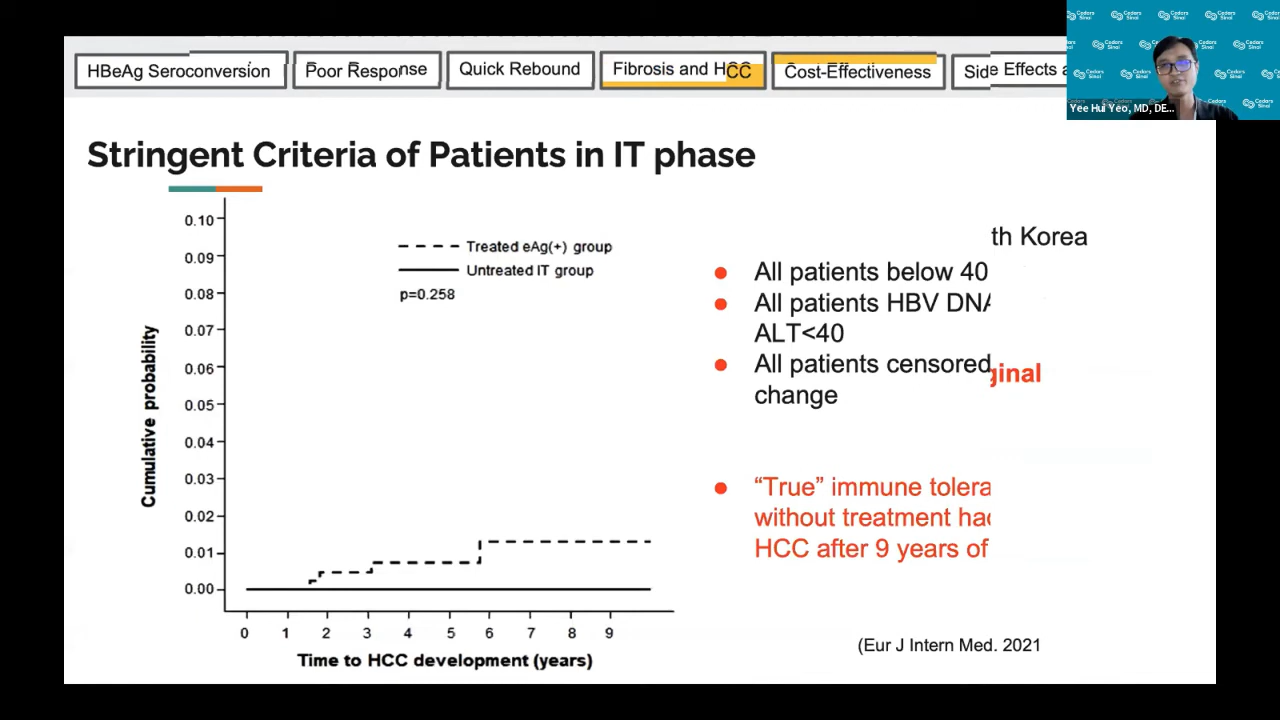 HBeAg Seroconversion
Poor Response
Quick Rebound
Fibrosis and HCC
Cost-Effectiveness
Side Effects a
Cedars Sinai
Yee Hui Yeo, MD, DE...
Stringent Criteria of Patients in IT phase
0.10
0.09
0.08
0.07
0.06
0.05
0.04
0.03
0.02
0.01
0.00
Cumulative probability
Treated eAg(+) group
Untreated IT group
p=0.258
0 1 2 3 4 5 6 7 8 9
Time to HCC development (years)
th Korea
All patients below 40
All patients HBV DNA
ALT<40
All patients censored
ginal
change
“True” immune tolera
without treatment had
HCC after 9 years of
(Eur J Intern Med. 2021